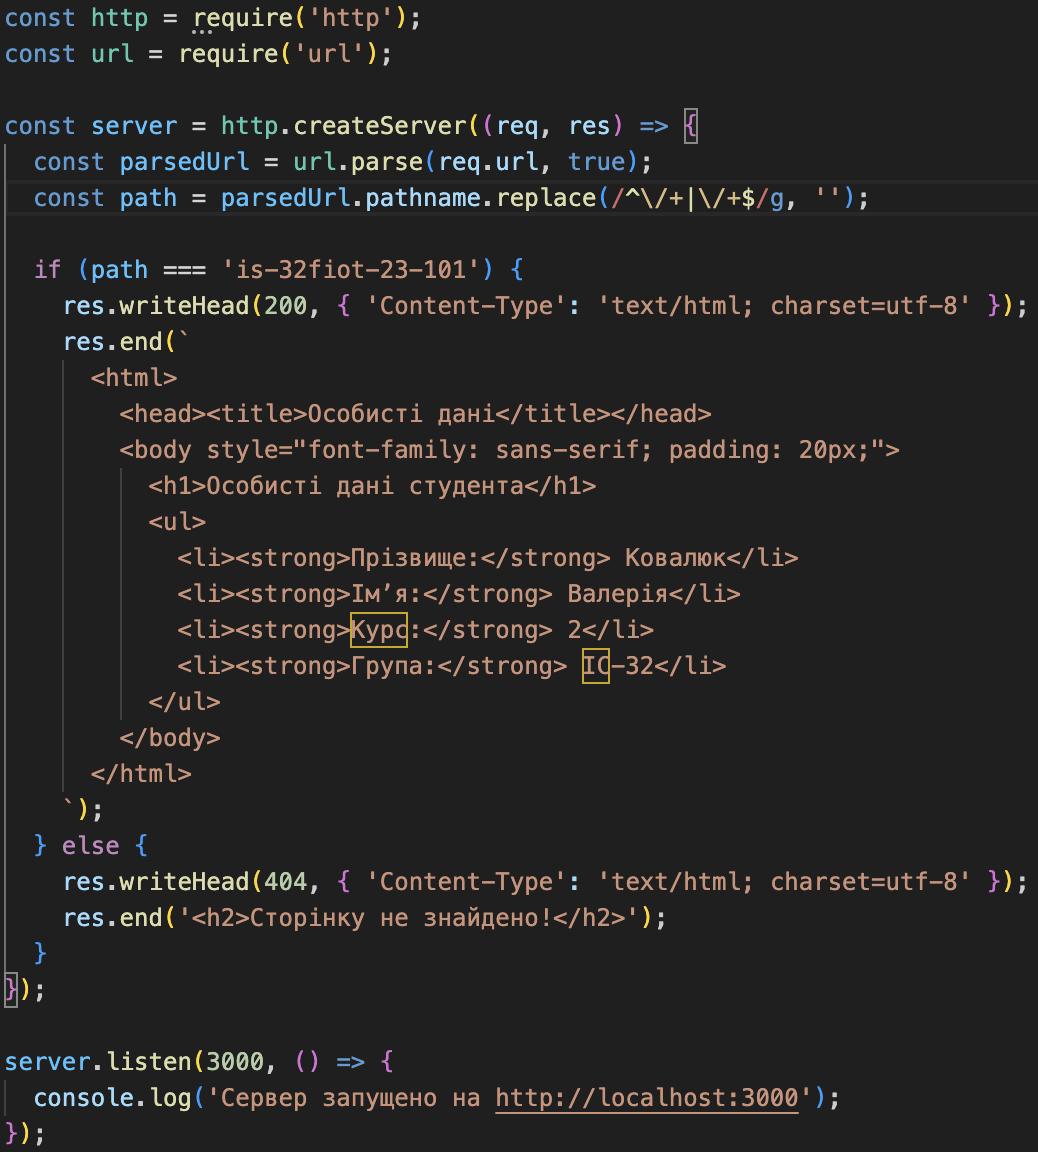 const http = require('http');
const url = require('url');

const server = http.createServer((req, res) => {
  const parsedUrl = url.parse(req.url, true);
  const path = parsedUrl.pathname.replace(/^\/+|\/+$/g, '');

  if (path === 'is-32fiot-23-101') {
    res.writeHead(200, { 'Content-Type': 'text/html; charset=utf-8' });
    res.end(`
      <html>
        <head><title>Особисті дані</title></head>
        <body style="font-family: sans-serif; padding: 20px;">
          <h1>Особисті дані студента</h1>
          <ul>
            <li><strong>Прізвище:</strong> Ковалюк</li>
            <li><strong>Ім’я:</strong> Валерія</li>
            <li><strong>Курс:</strong> 2</li>
            <li><strong>Група:</strong> ІС-32</li>
          </ul>
        </body>
      </html>
    `);
  } else {
    res.writeHead(404, { 'Content-Type': 'text/html; charset=utf-8' });
    res.end('<h2>Сторінку не знайдено!</h2>');
  }
});

server.listen(3000, () => {
  console.log('Сервер запущено на http://localhost:3000');
});